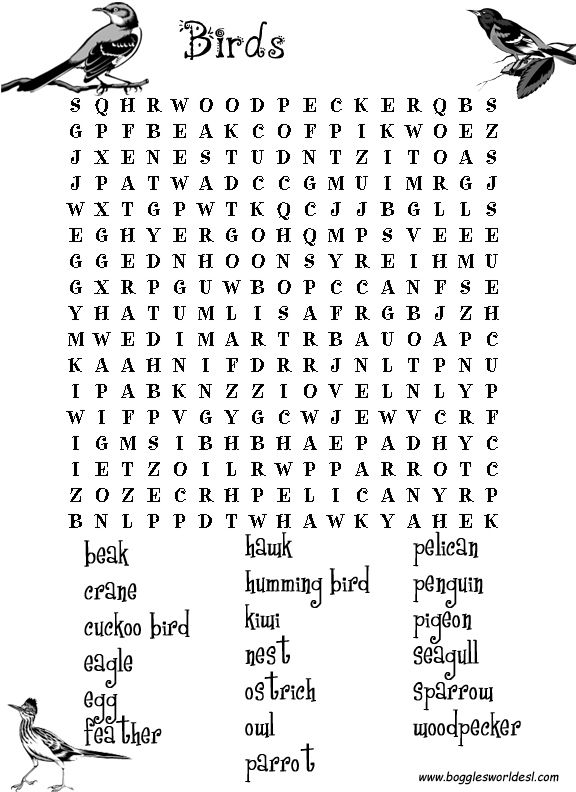 Birds
S Q H R W O O D P E C K E R Q B S
G P F B E A K C O F P I K W O E Z
J X E N E S T U D N T Z I T O A S
J P A T W A D C C G M U I M R G J
W X T G P W T K Q C J J B G L L S
E G H Y E R G O H Q M P S V E E E
G G E D N H O O N S Y R E I H M U
G X R P G U W B O P C C A N F S E
Y H A T U M L I S A F R G B J Z H
M W E D I M A R T R B A U O A P C
K A A H N I F D R R J N L T P N U
I P A B K N Z Z I O V E L N L Y P
W I F P V G Y G C W J E W V C R F
I G M S I B H B H A E P A D H Y C
I E T Z O I L R W P P A R R O T C
Z O Z E C R H P E L I C A N Y R P
B N L P P D T W H A W K Y A H E K
beak
crane
cuckoo bird
eagle
egg
feather
hawk
humming bird
kiwi
nest
ostrich
owl
parrot
pelican
penguin
pigeon
seagull
sparrow
woodpecker
www.bogglesworldesl.com